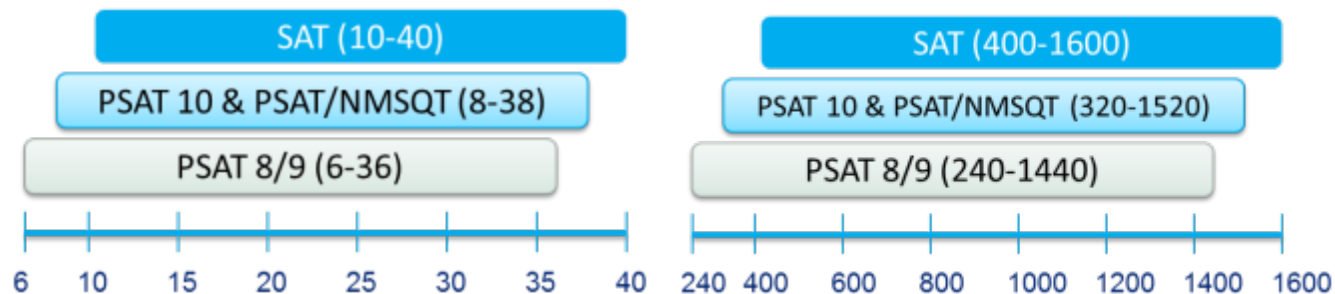 SAT (10-40)
PSAT 10 & PSAT/NMSQT (8-38)
PSAT 8/9 (6-36)
6 10 15 20 25 30 35 40
SAT (400-1600)
PSAT 10 & PSAT/NMSQT (320-1520)
PSAT 8/9 (240-1440)
240 400 600 800 1000 1200 1400 1600